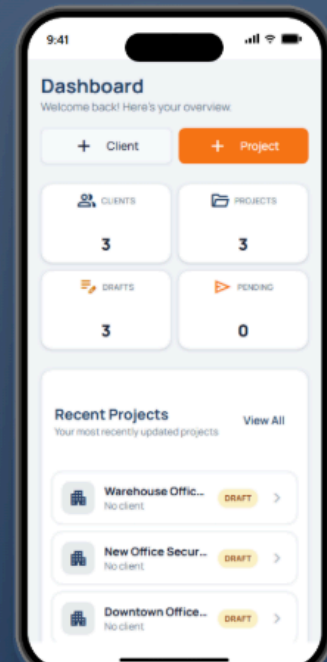 9:41
Dashboard
Welcome back! Here's your overview.
+ Client
+ Project
CLIENTS
PROJECTS
3
3
DRAFTS
PENDING
3
0
Recent Projects
View All
Your most recently updated projects
Warehouse Offic...
No client
DRAFT
New Office Secur...
No client
DRAFT
Downtown Office...
No client
DRAFT